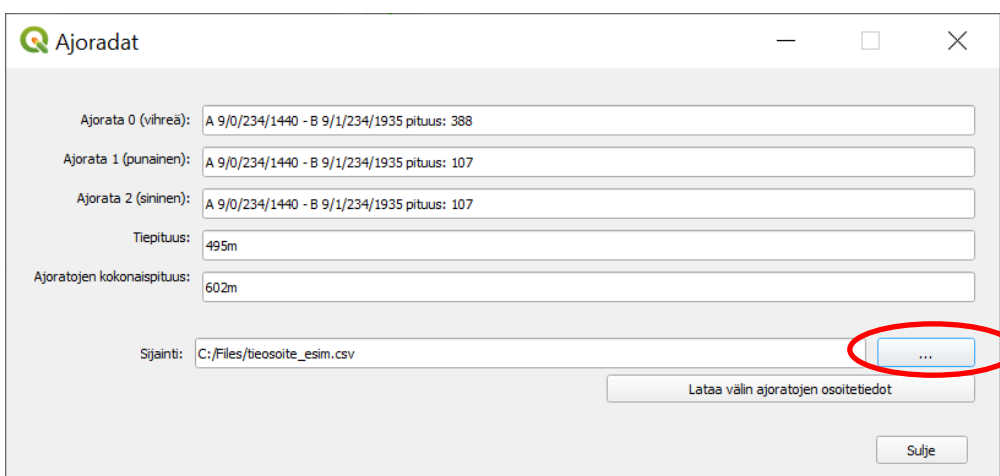 Ajoradat
Ajorata 0 (vihreä): A 9/0/234/1440 - B 9/1/234/1935 pituus: 388
Ajorata 1 (punainen): A 9/0/234/1440 - B 9/1/234/1935 pituus: 107
Ajorata 2 (sininen): A 9/0/234/1440 - B 9/1/234/1935 pituus: 107
Tiepituus: 495m
Ajoratojen kokonaispituus: 602m
Sijainti: C:/Files/tieosoite_esim.csv ...
Lataa välin ajoratojen osoitetiedot
Sulje